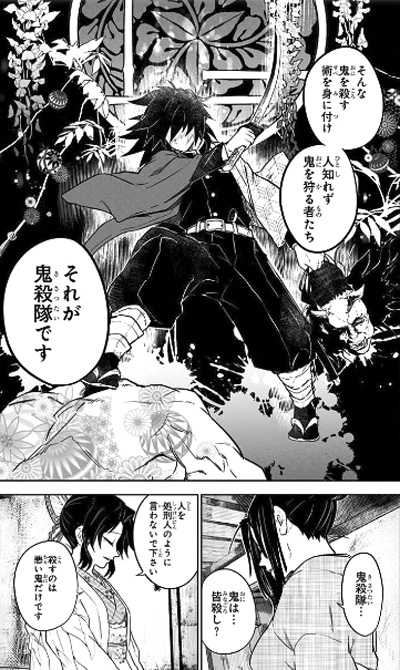 そんな
鬼を殺す
術を身に付け
人知れず
鬼を狩る者たち
それが
鬼殺隊です
鬼殺隊…
鬼は…
皆殺し？
人を
処刑人のように
言わないで下さい
殺すのは
悪い鬼だけです